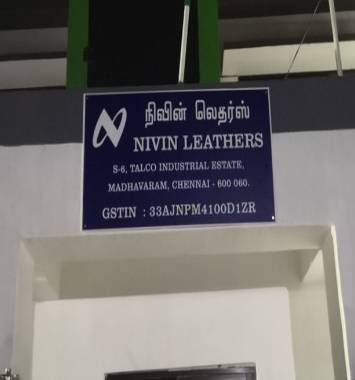 நிவின் லெதர்ஸ்
NIVIN LEATHERS
S-6, TALCO INDUSTRIAL ESTATE,
MADHAVARAM, CHENNAI - 600 060.
GSTIN : 33AJNPM4100D1ZR